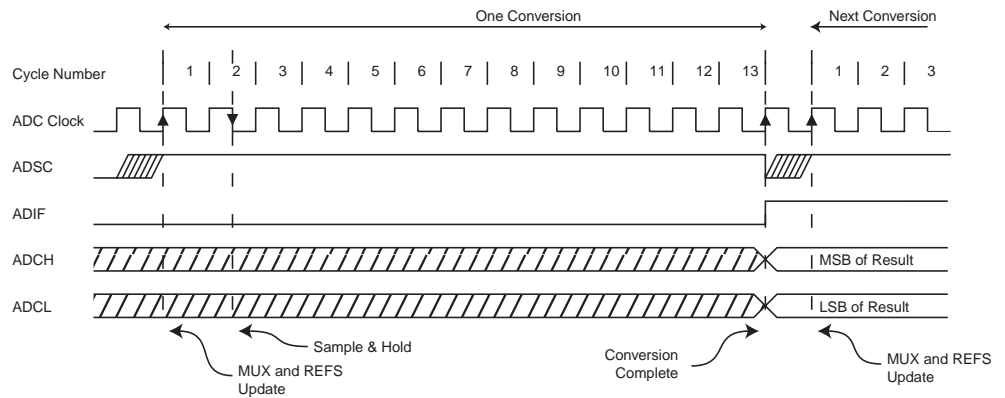 One Conversion
Next Conversion
Cycle Number
1 2 3 4 5 6 7 8 9 10 11 12 13 1 2 3
ADC Clock
ADSC
ADIF
ADCH
MSB of Result
ADCL
LSB of Result
Sample & Hold
MUX and REFS
Update
Conversion
Complete
MUX and REFS
Update